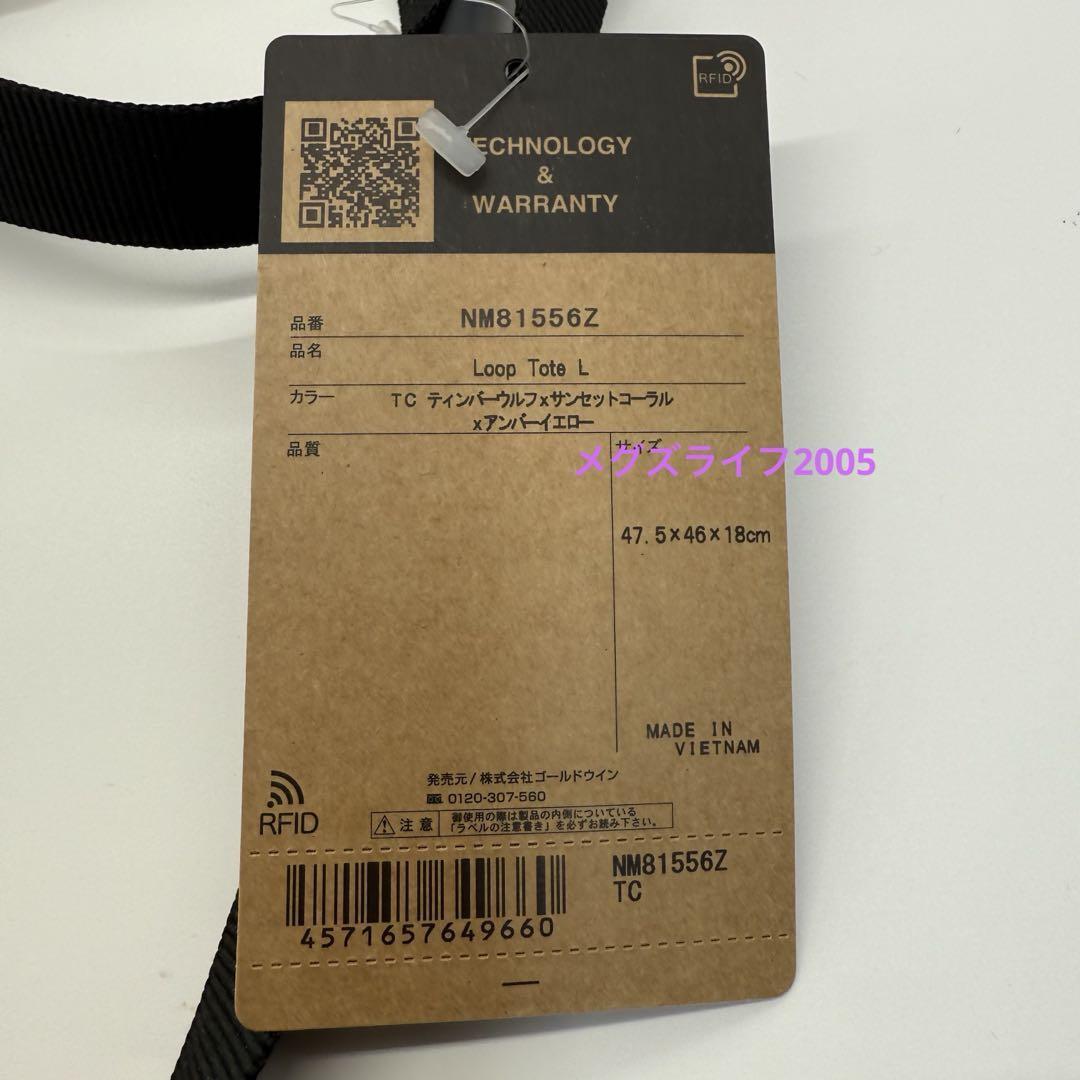 RFID
ECHNOLOGY
&
WARRANTY
品番 NM81556Z
品名
Loop Tote L
カラー TC ティンバーウルフxサンセットコーラル
xアンバーイエロー
品質 サイズ
メグズライフ2005
47.5×46×18cm
MADE IN
VIETNAM
発売元/株式会社ゴールドウイン
0120-307-560
RFID
注意 御使用の際は製品の内側についている
「ラベルの注意書き」を必ずお読み下さい。
NM81556Z
TC
4571657649660